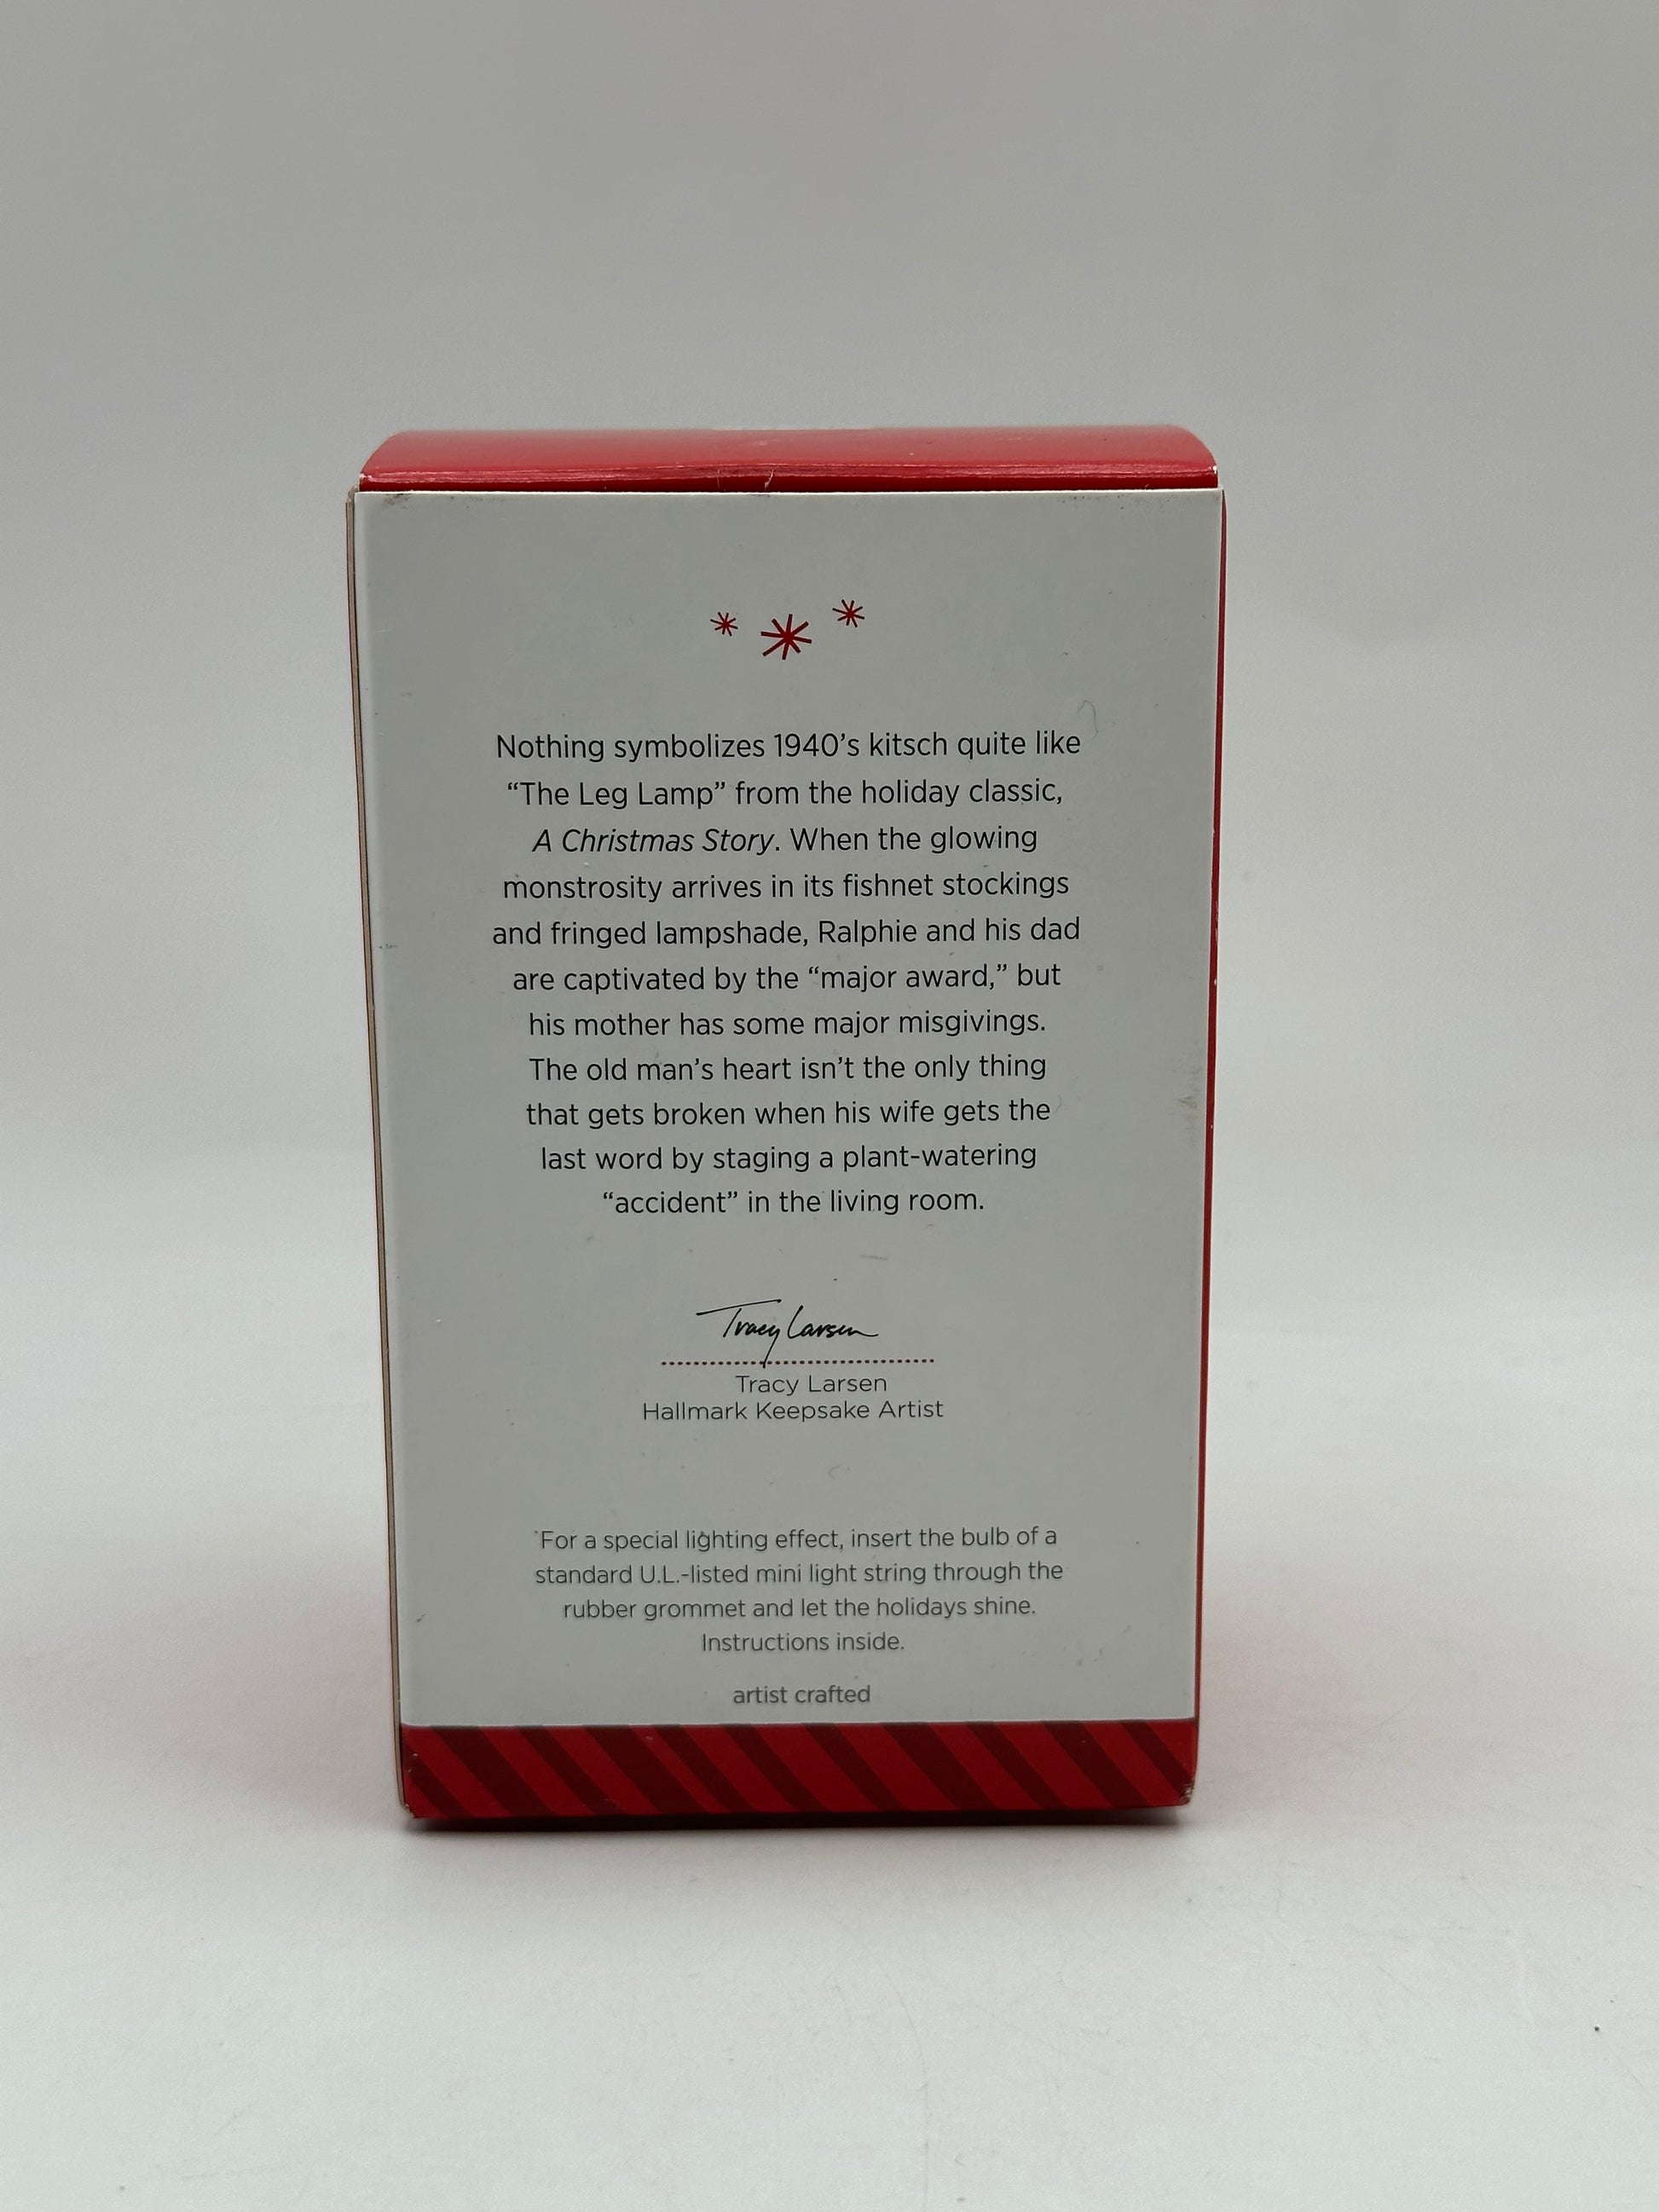 Nothing symbolizes 1940’s kitsch quite like
“The Leg Lamp” from the holiday classic,
A Christmas Story. When the glowing
monstrosity arrives in its fishnet stockings
and fringed lampshade, Ralphie and his dad
are captivated by the “major award,” but
his mother has some major misgivings.
The old man’s heart isn’t the only thing
that gets broken when his wife gets the
last word by staging a plant-watering
“accident” in the living room.
Tracy Larsen
Tracy Larsen
Hallmark Keepsake Artist
*For a special lighting effect, insert the bulb of a
standard U.L.-listed mini light string through the
rubber grommet and let the holidays shine.
Instructions inside.
artist crafted